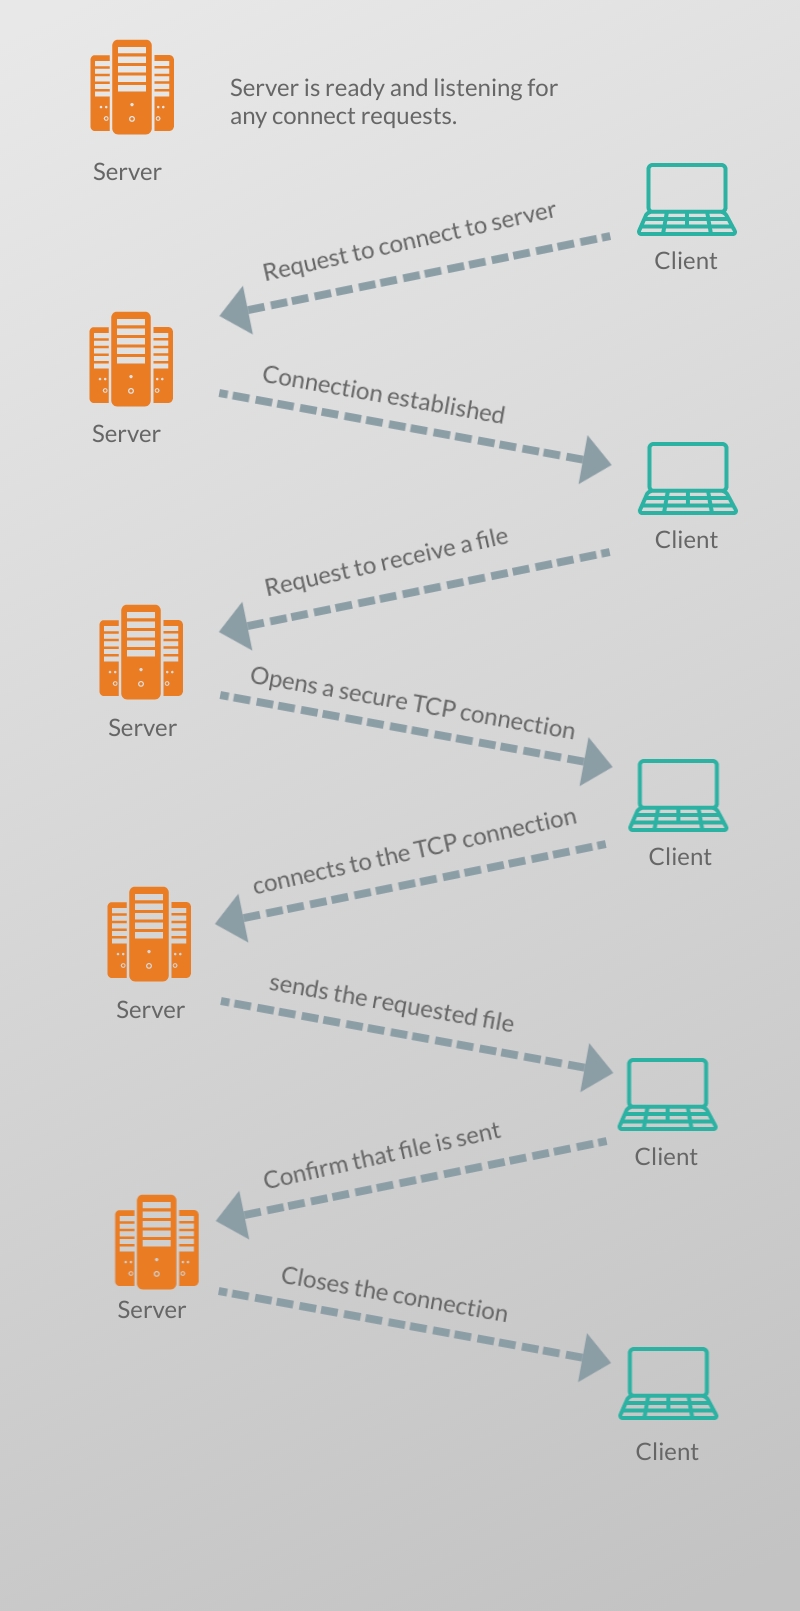 Server is ready and listening for
any connect requests.
Server
Request to connect to server
Client
Server
Connection established
Client
Request to receive a file
Server
Opens a secure TCP connection
Client
connects to the TCP connection
Server
sends the requested file
Client
Confirm that file is sent
Server
Closes the connection
Client